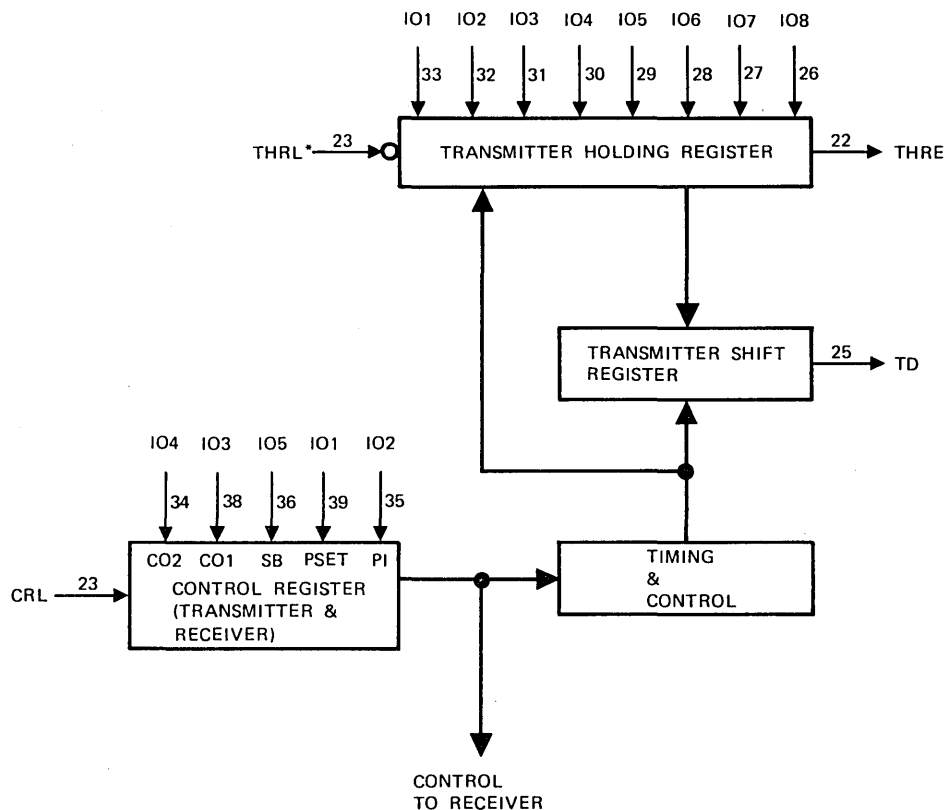 IO1 IO2 IO3 IO4 IO5 IO6 IO7 IO8
33 32 31 30 29 28 27 26
THRL* 23 TRANSMITTER HOLDING REGISTER 22 THRE
TRANSMITTER SHIFT
REGISTER
25 TD
IO4 IO3 IO5 IO1 IO2
34 38 36 39 35
CO2 CO1 SB PSET PI
CRL 23 CONTROL REGISTER
(TRANSMITTER &
RECEIVER)
TIMING
&
CONTROL
CONTROL
TO RECEIVER